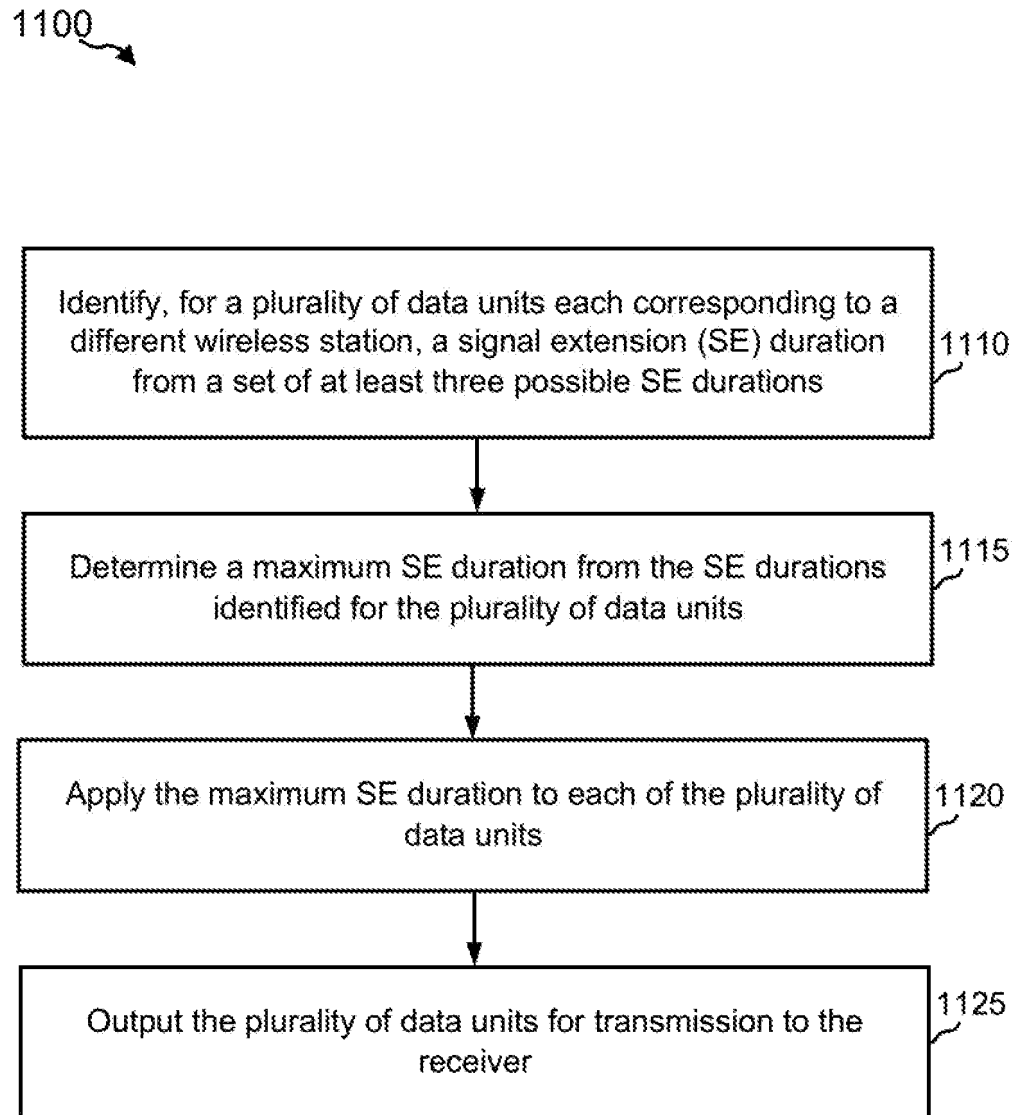 1100
Identify, for a plurality of data units each corresponding to a
different wireless station, a signal extension (SE) duration
from a set of at least three possible SE durations
1110
Determine a maximum SE duration from the SE durations
identified for the plurality of data units
1115
Apply the maximum SE duration to each of the plurality of
data units
1120
Output the plurality of data units for transmission to the
receiver
1125